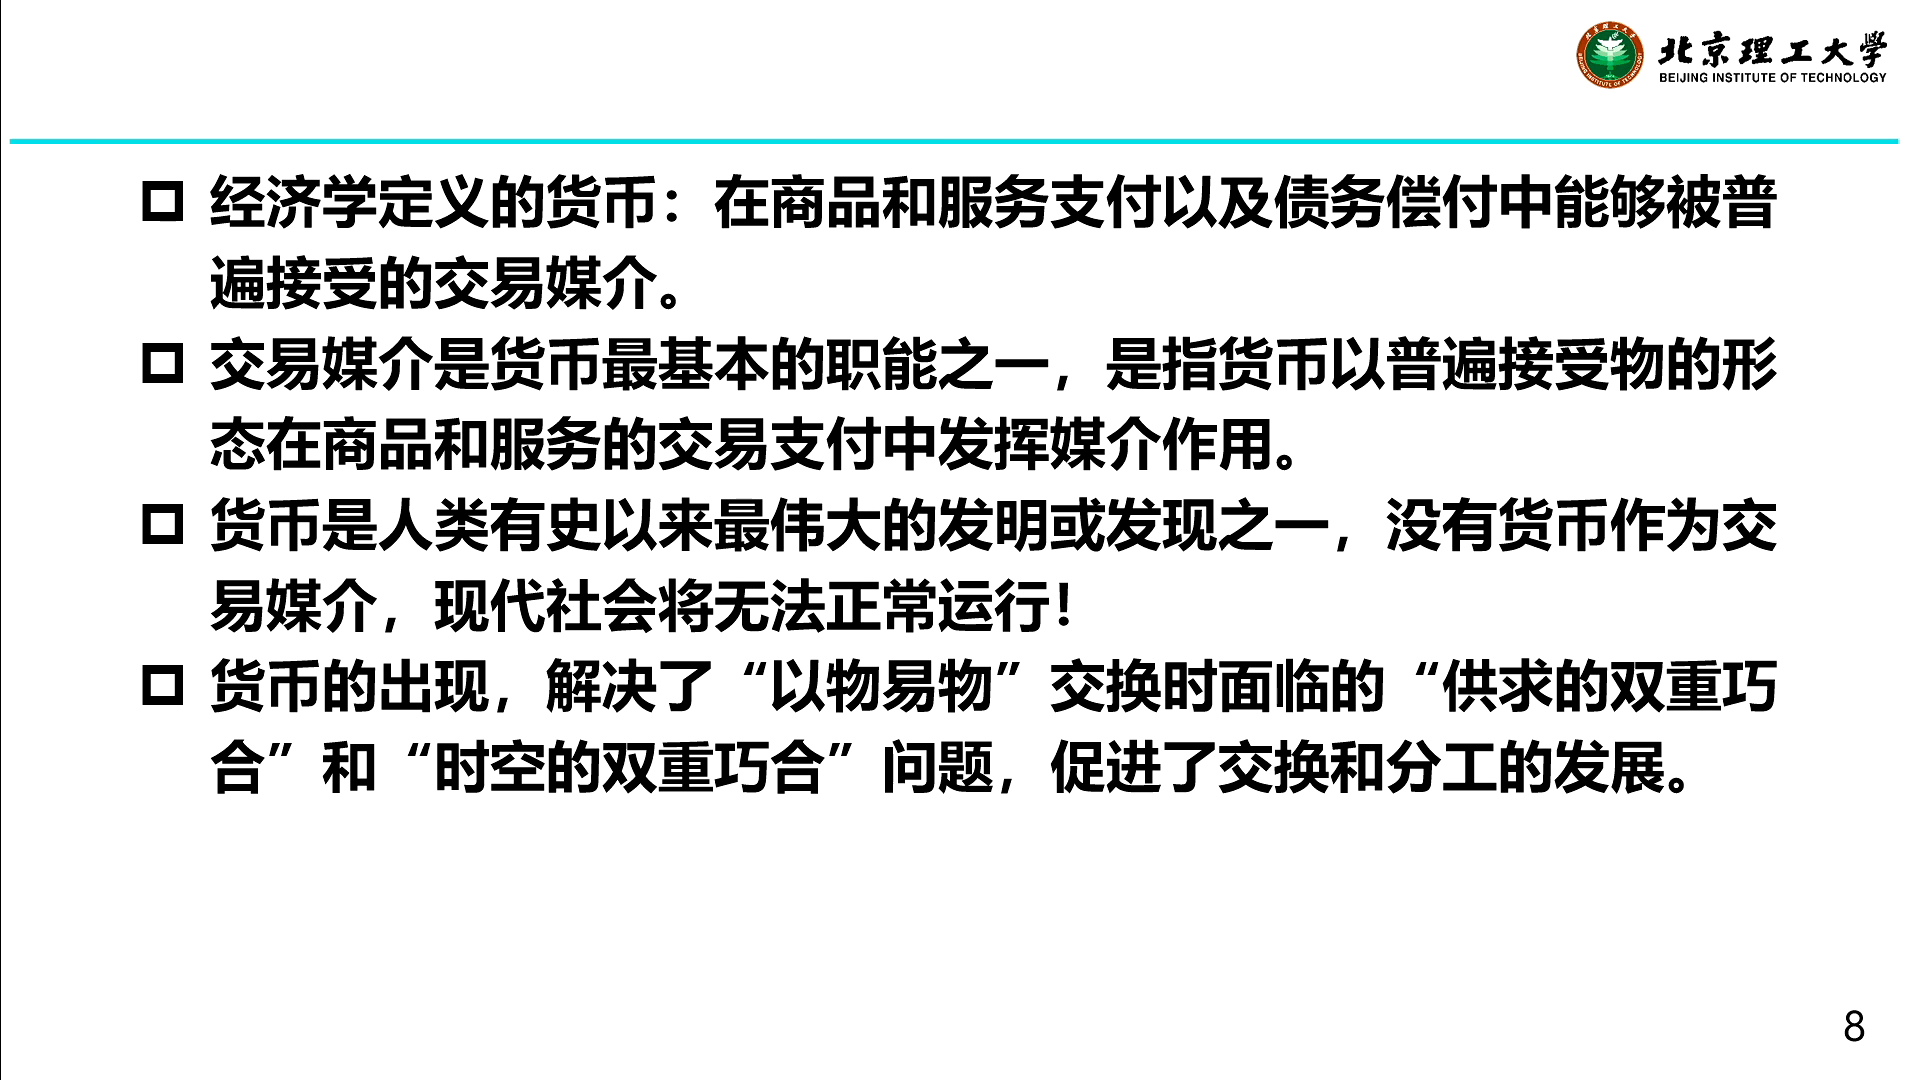 北京理工大学
BEIJING INSTITUTE OF TECHNOLOGY
经济学定义的货币：在商品和服务支付以及债务偿付中能够被普
遍接受的交易媒介。
交易媒介是货币最基本的职能之一，是指货币以普遍接受物的形
态在商品和服务的交易支付中发挥媒介作用。
货币是人类有史以来最伟大的发明或发现之一，没有货币作为交
易媒介，现代社会将无法正常运行！
货币的出现，解决了“以物易物”交换时面临的“供求的双重巧
合”和“时空的双重巧合”问题，促进了交换和分工的发展。
8